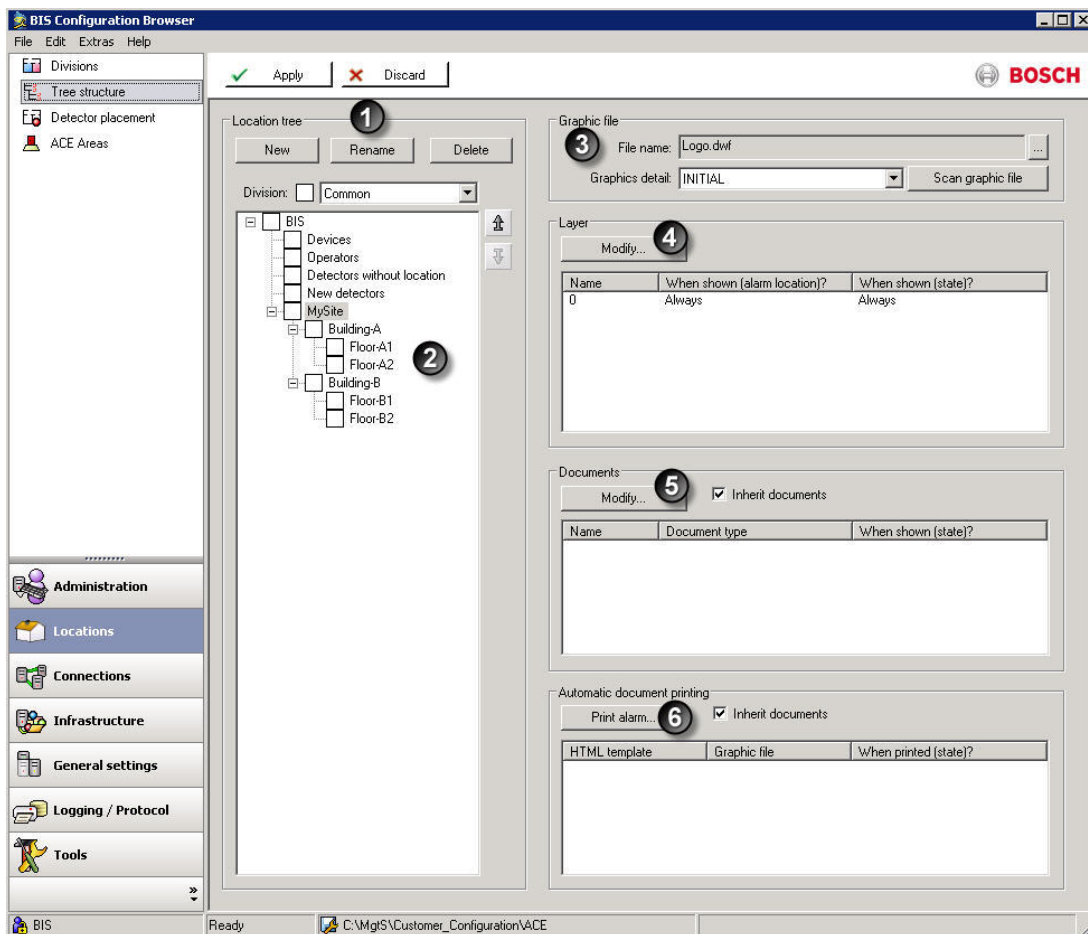 BIS Configuration Browser
File Edit Extras Help
Divisions
Tree structure
Detector placement
ACE Areas
Apply
Discard
BOSCH
Location tree
1
New
Rename
Delete
Division:
Common
BIS
Devices
Operators
Detectors without location
New detectors
MySite
Building-A
Floor-A1
Floor-A2
2
Building-B
Floor-B1
Floor-B2
Graphic file
3
File name: Logo.dwf
...
Graphics detail: INITIAL
Scan graphic file
Layer
Modify...
4
Name When shown (alarm location)? When shown (state)?
0 Always Always
Documents
Modify...
5
Inherit documents
Name Document type When shown (state)?
Automatic document printing
Print alarm...
6
Inherit documents
HTML template Graphic file When printed (state)?
Administration
Locations
Connections
Infrastructure
General settings
Logging / Protocol
Tools
»
BIS
Ready
C:\MgtS\Customer_Configuration\ACE